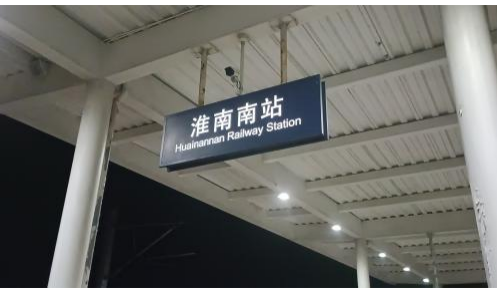 淮南南站
Huainannan Railway Station